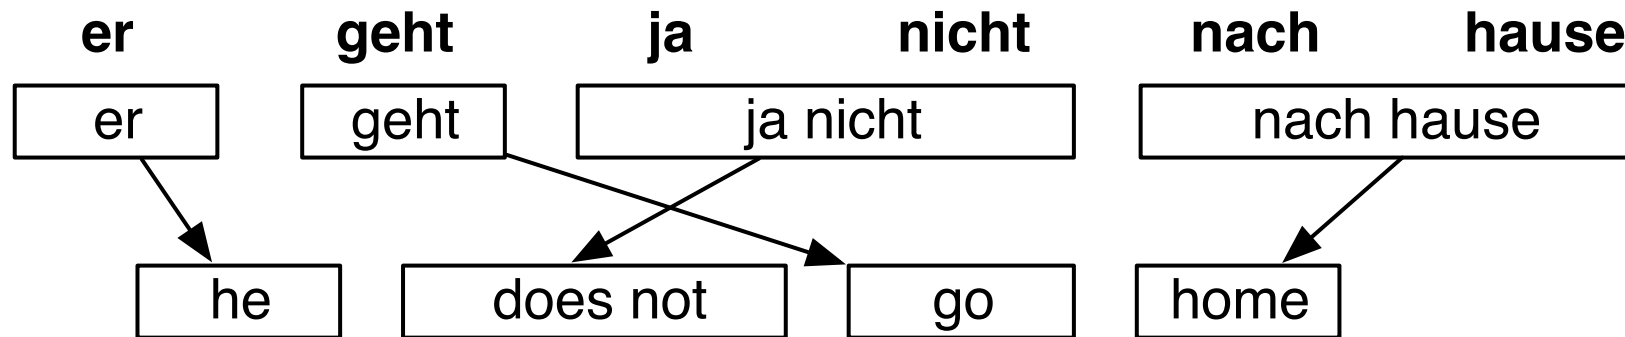 er geht ja nicht nach hause
er geht ja nicht nach hause
he does not go home